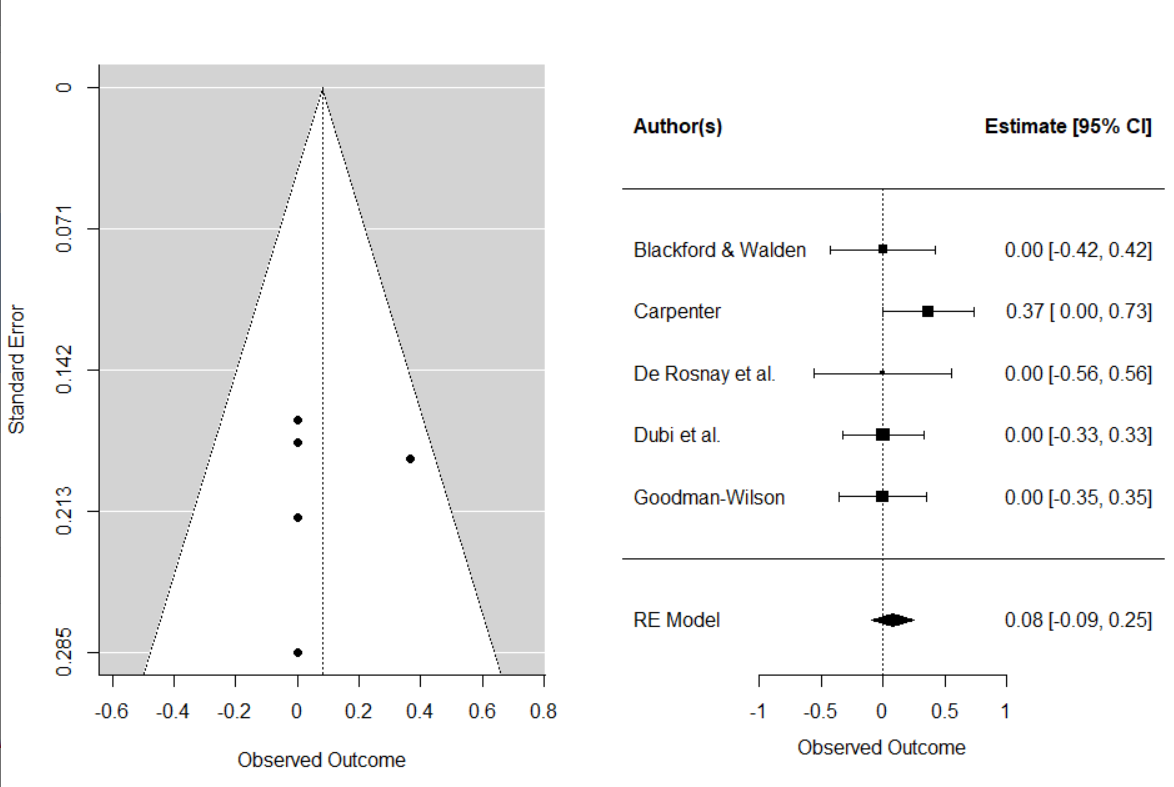 0
0.071
0.142
0.213
0.285
Standard Error
-0.6 -0.4 -0.2 0 0.2 0.4 0.6 0.8
Observed Outcome
Author(s) Estimate [95% CI]
Blackford & Walden 0.00 [-0.42, 0.42]
Carpenter 0.37 [ 0.00, 0.73]
De Rosnay et al. 0.00 [-0.56, 0.56]
Dubi et al. 0.00 [-0.33, 0.33]
Goodman-Wilson 0.00 [-0.35, 0.35]
RE Model 0.08 [-0.09, 0.25]
-1 -0.5 0 0.5 1
Observed Outcome